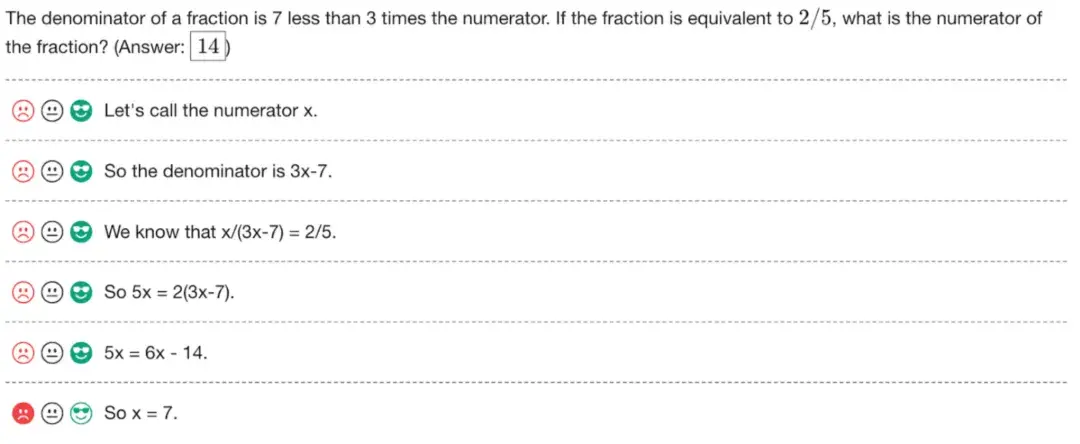 The denominator of a fraction is 7 less than 3 times the numerator. If the fraction is equivalent to 2/5, what is the numerator of
the fraction? (Answer: 14)
Let's call the numerator x.
So the denominator is 3x-7.
We know that x/(3x-7) = 2/5.
So 5x = 2(3x-7).
5x = 6x - 14.
So x = 7.